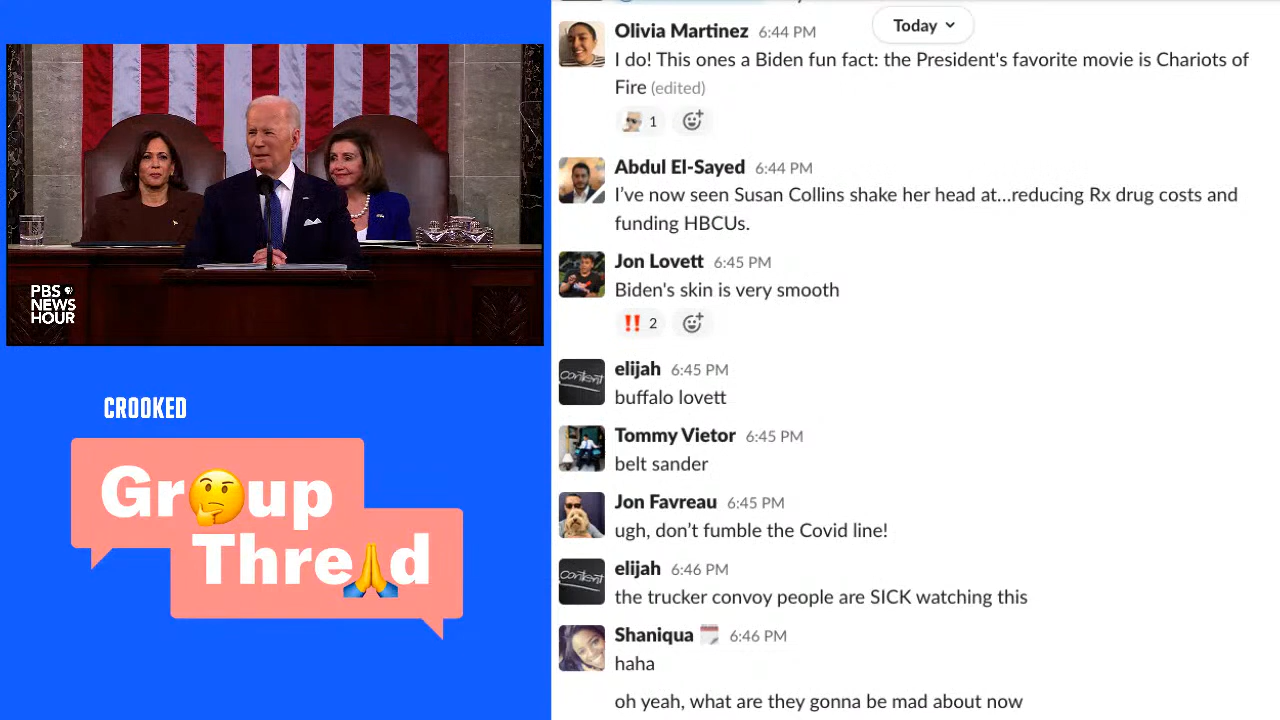 PBS
NEWS
HOUR
CROOKED
Gr🤔up
Thre🙏d
Today
Olivia Martinez 6:44 PM
I do! This ones a Biden fun fact: the President's favorite movie is Chariots of
Fire (edited)
1
Abdul El-Sayed 6:44 PM
I've now seen Susan Collins shake her head at...reducing Rx drug costs and
funding HBCUs.
Jon Lovett 6:45 PM
Biden's skin is very smooth
‼️ 2
content
elijah 6:45 PM
buffalo lovett
Tommy Vietor 6:45 PM
belt sander
Jon Favreau 6:45 PM
ugh, don’t fumble the Covid line!
content
elijah 6:46 PM
the trucker convoy people are SICK watching this
Shaniqua 6:46 PM
haha
oh yeah, what are they gonna be mad about now